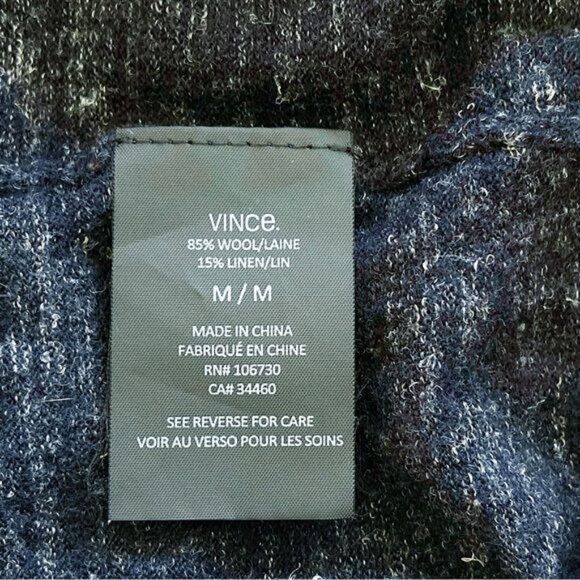 VINCe.
85% WOOL/LAINE
15% LINEN/LIN
M / M
MADE IN CHINA
FABRIQUÉ EN CHINE
RN# 106730
CA# 34460
SEE REVERSE FOR CARE
VOIR AU VERSO POUR LES SOINS